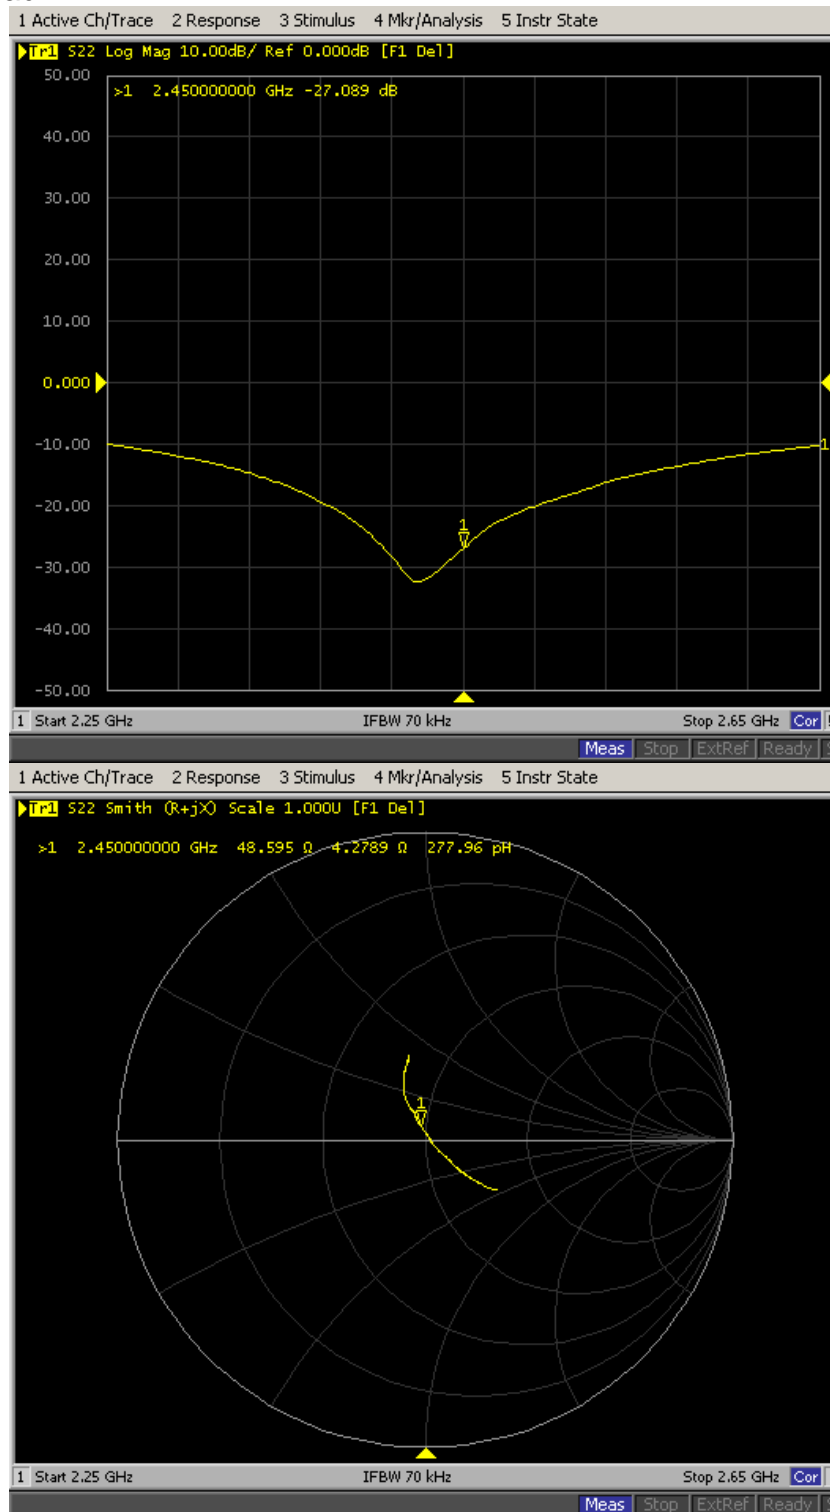 1 Active Ch/Trace 2 Response 3 Stimulus 4 Mkr/Analysis 5 Instr State
Tr1 S22 Log Mag 10.00dB/ Ref 0.000dB [F1 Del]
50.00
>1 2.450000000 GHz -27.089 dB
40.00
30.00
20.00
10.00
0.000
-10.00
1
-20.00
1
-30.00
-40.00
-50.00
1 Start 2.25 GHz IFBW 70 kHz Stop 2.65 GHz Cor
Meas Stop ExtRef Ready
1 Active Ch/Trace 2 Response 3 Stimulus 4 Mkr/Analysis 5 Instr State
Tr1 S22 Smith (R+jX) Scale 1.000U [F1 Del]
>1 2.450000000 GHz 48.595 Ω 4.2789 Ω 277.96 pH
1
1 Start 2.25 GHz IFBW 70 kHz Stop 2.65 GHz Cor
Meas Stop ExtRef Ready